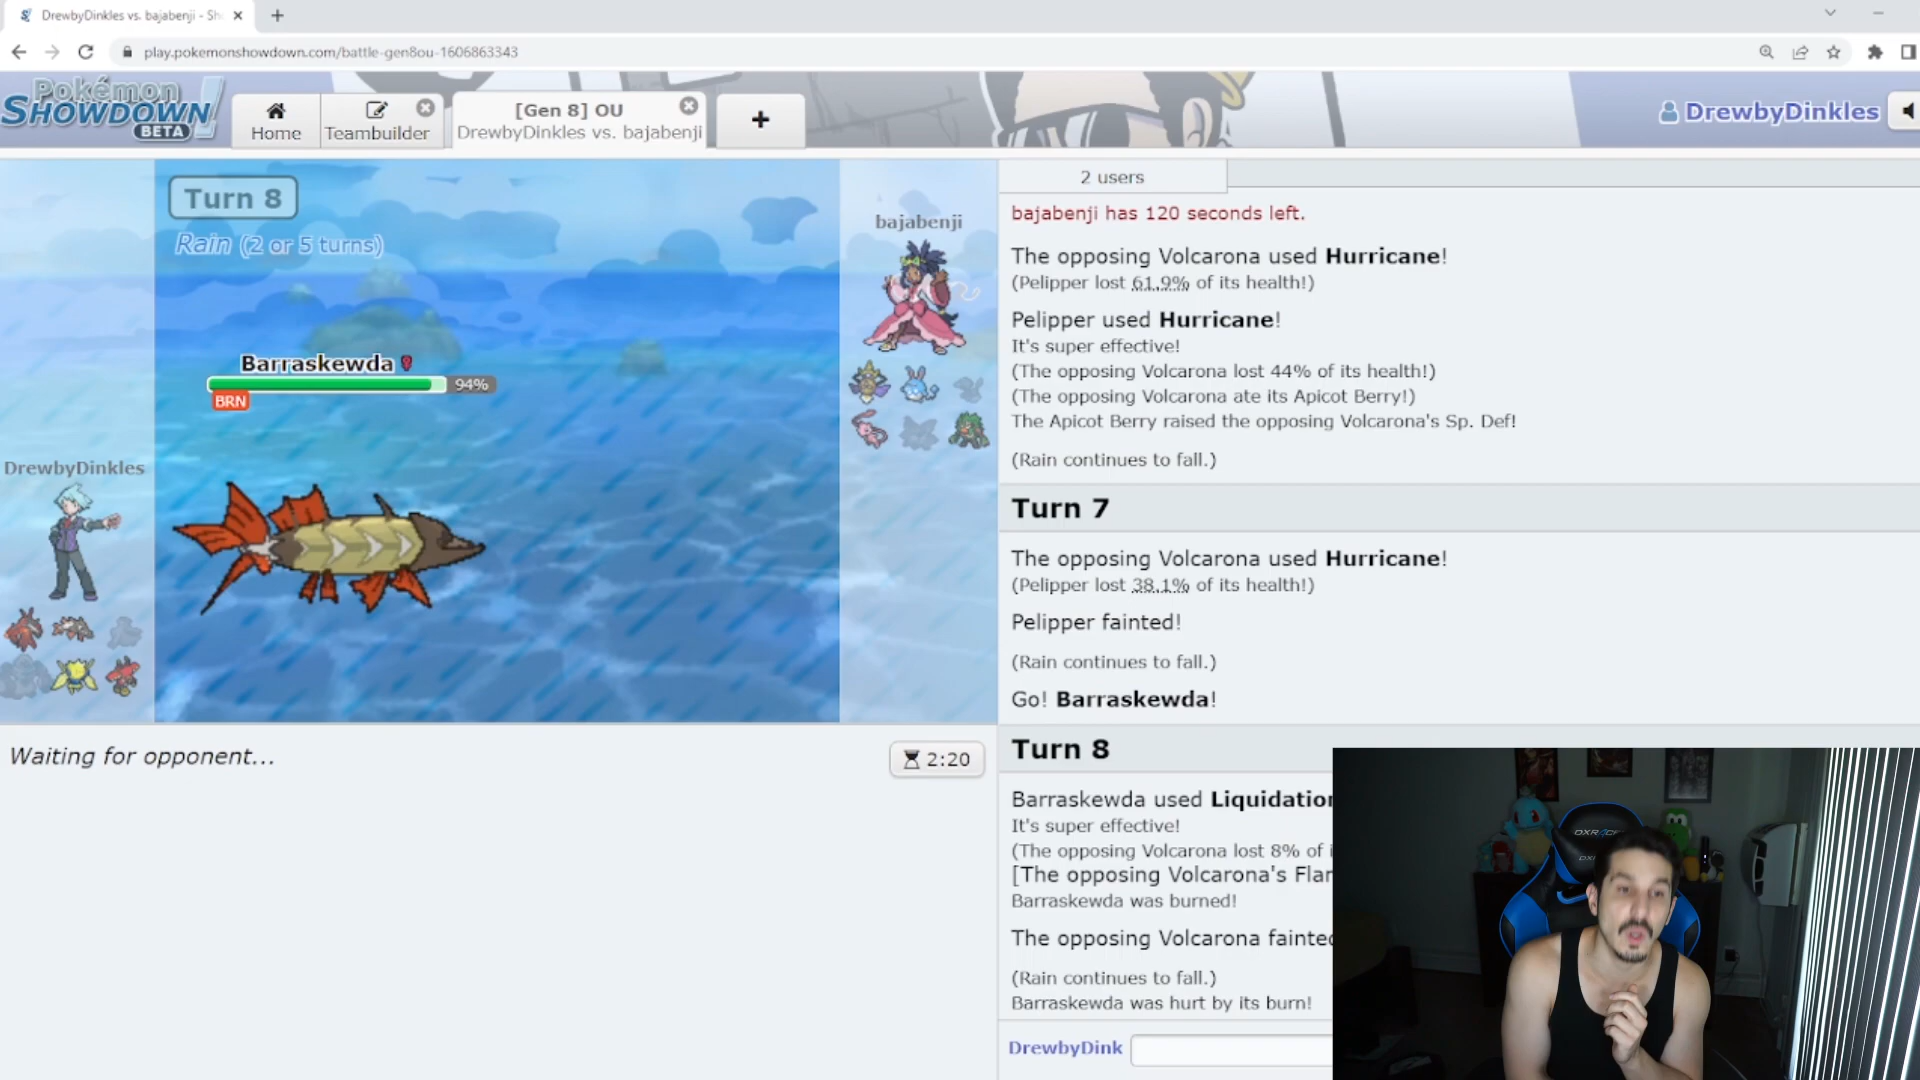 DrewbyDinkles vs. bajabenji - Sh
play.pokemonshowdown.com/battle-gen8ou-1606863343
Pokémon
SHOWDOWN!
BETA
Home
Teambuilder
[Gen 8] OU
DrewbyDinkles vs. bajabenji
DrewbyDinkles
Turn 8
Rain (2 or 5 turns)
Barraskewda
94%
BRN
bajabenji
DrewbyDinkles
Waiting for opponent...
2:20
2 users
bajabenji has 120 seconds left.
The opposing Volcarona used Hurricane!
(Pelipper lost 61.9% of its health!)
Pelipper used Hurricane!
It's super effective!
(The opposing Volcarona lost 44% of its health!)
(The opposing Volcarona ate its Apicot Berry!)
The Apicot Berry raised the opposing Volcarona's Sp. Def!
(Rain continues to fall.)
Turn 7
The opposing Volcarona used Hurricane!
(Pelipper lost 38.1% of its health!)
Pelipper fainted!
(Rain continues to fall.)
Go! Barraskewda!
Turn 8
Barraskewda used Liquidation
It's super effective!
(The opposing Volcarona lost 8% of i
[The opposing Volcarona's Flar
Barraskewda was burned!
The opposing Volcarona fainted
(Rain continues to fall.)
Barraskewda was hurt by its burn!
DrewbyDink